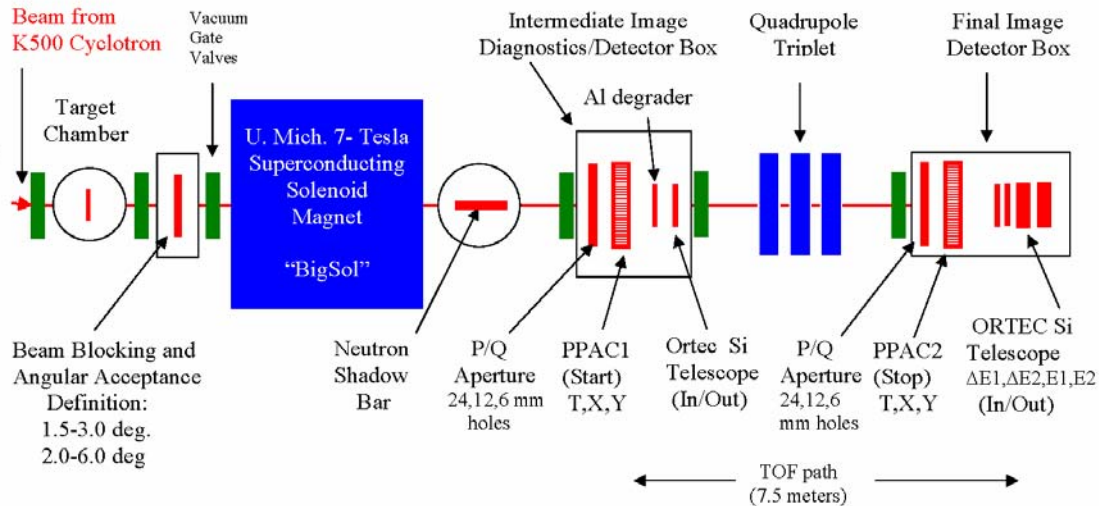 Beam from
K500 Cyclotron
Vacuum
Gate
Valves
Intermediate Image
Diagnostics/Detector Box
Quadrupole
Triplet
Final Image
Detector Box
Target
Chamber
Al degrader
U. Mich. 7- Tesla
Superconducting
Solenoid
Magnet
“BigSol”
Beam Blocking and
Angular Acceptance
Definition:
1.5-3.0 deg.
2.0-6.0 deg
Neutron
Shadow
Bar
P/Q
Aperture
24,12,6 mm
holes
PPAC1
(Start)
T,X,Y
Ortec Si
Telescope
(In/Out)
P/Q
Aperture
24,12,6
mm holes
PPAC2
(Stop)
T,X,Y
ORTEC Si
Telescope
ΔE1,ΔE2,E1,E2
(In/Out)
TOF path
(7.5 meters)